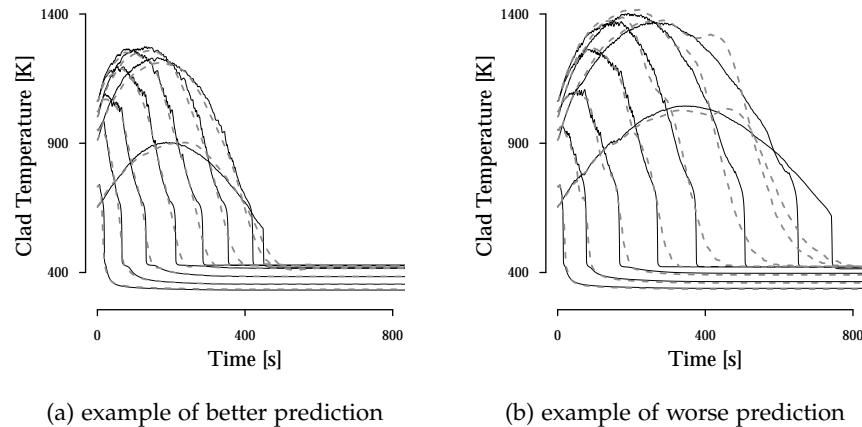 1400
900
400
Clad Temperature [K]
0
400
800
Time [s]
(a) example of better prediction
1400
900
400
Clad Temperature [K]
0
400
800
Time [s]
(b) example of worse prediction